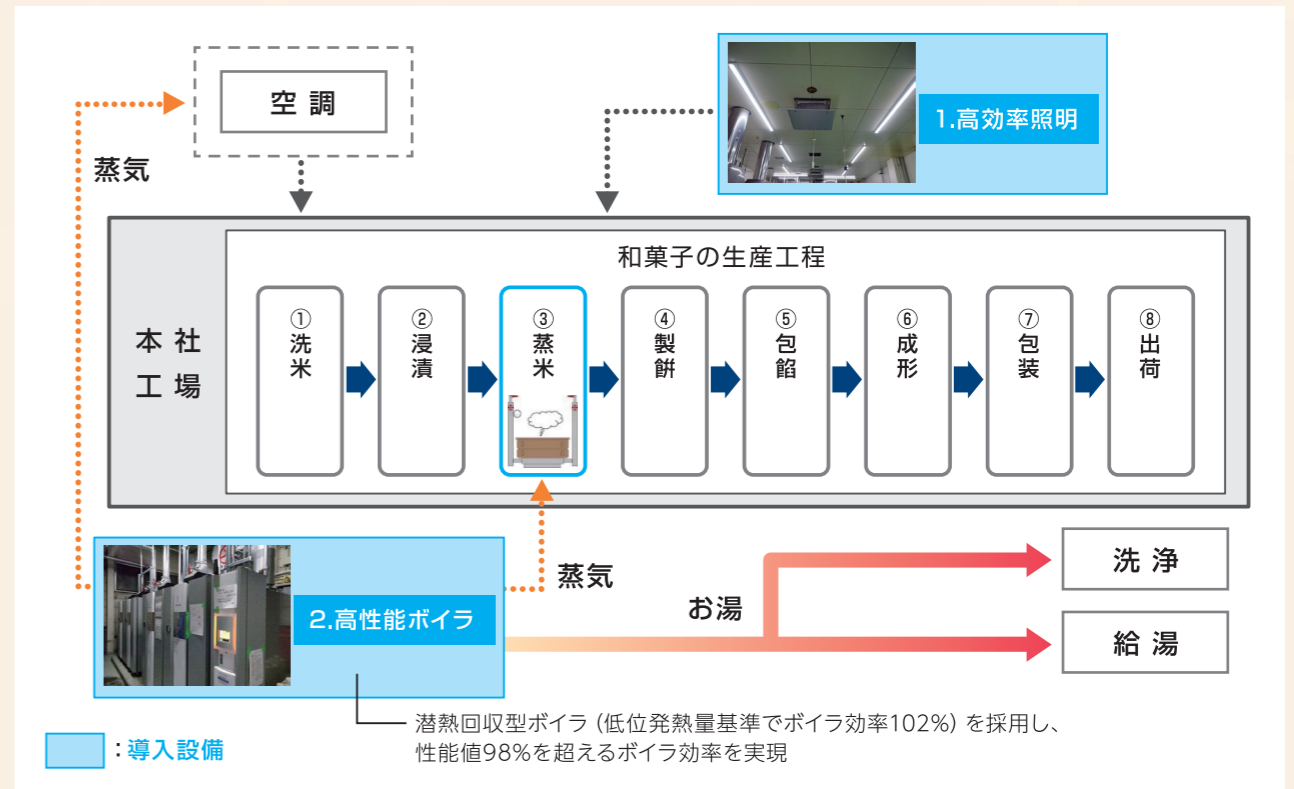 空調
1.高効率照明
蒸気
和菓子の生産工程
本社
工場
①洗米
②浸漬
③蒸米
④製餅
⑤包餡
⑥成形
⑦包装
⑧出荷
蒸気
2.高性能ボイラ
お湯
洗浄
給湯
潜熱回収型ボイラ(低位発熱量基準でボイラ効率102%)を採用し、
性能値98%を超えるボイラ効率を実現
:導入設備